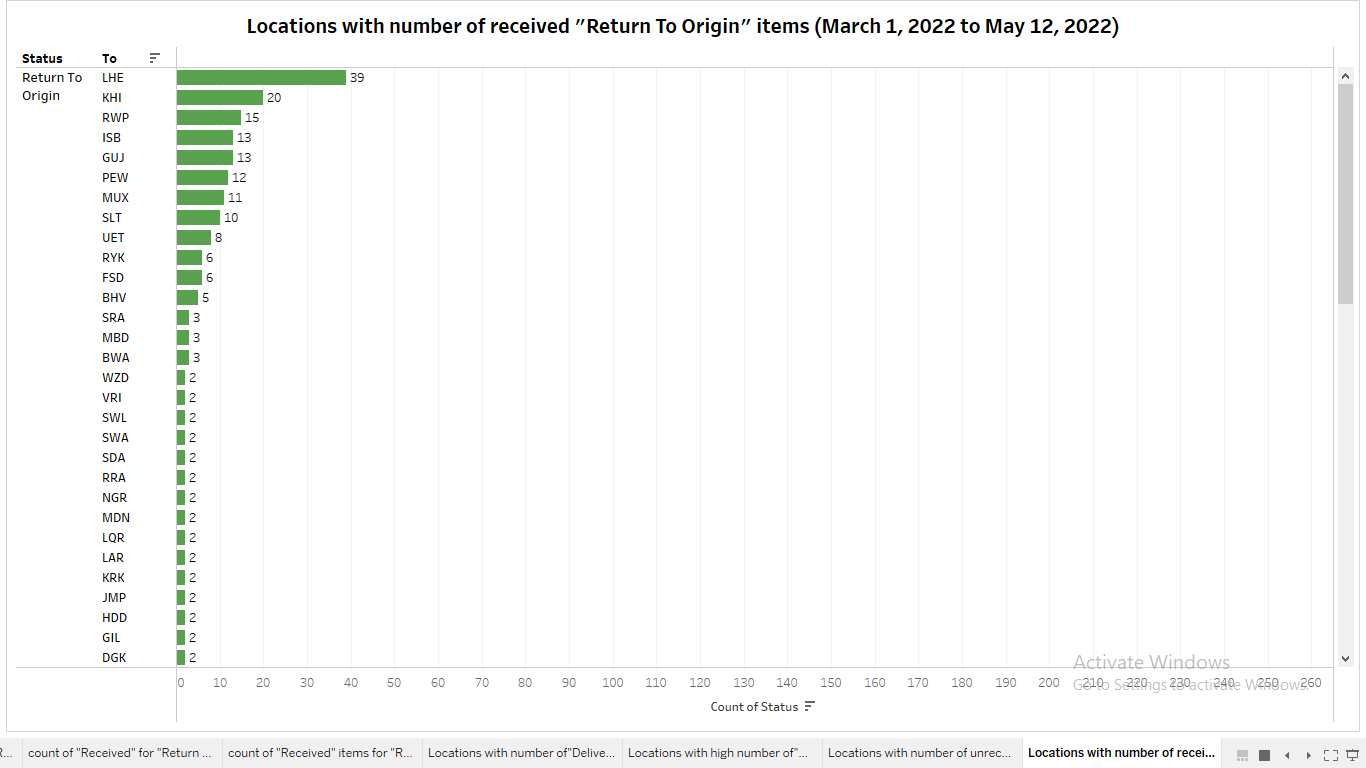 Locations with number of received "Return To Origin" items (March 1, 2022 to May 12, 2022)
Status To
Return To Origin LHE 39
KHI 20
RWP 15
ISB 13
GUJ 13
PEW 12
MUX 11
SLT 10
UET 8
RYK 6
FSD 6
BHV 5
SRA 3
MBD 3
BWA 3
WZD 2
VRI 2
SWL 2
SWA 2
SDA 2
RRA 2
NGR 2
MDN 2
LQR 2
LAR 2
KRK 2
JMP 2
HDD 2
GIL 2
DGK 2
Activate Windows
Go to Settings to activate Windows.
0 10 20 30 40 50 60 70 80 90 100 110 120 130 140 150 160 170 180 190 200 210 220 230 240 250 260
Count of Status
R... count of "Received" for "Return ... count of "Received" items for "R... Locations with number of"Delive... Locations with high number of"... Locations with number of unrec... Locations with number of recei...